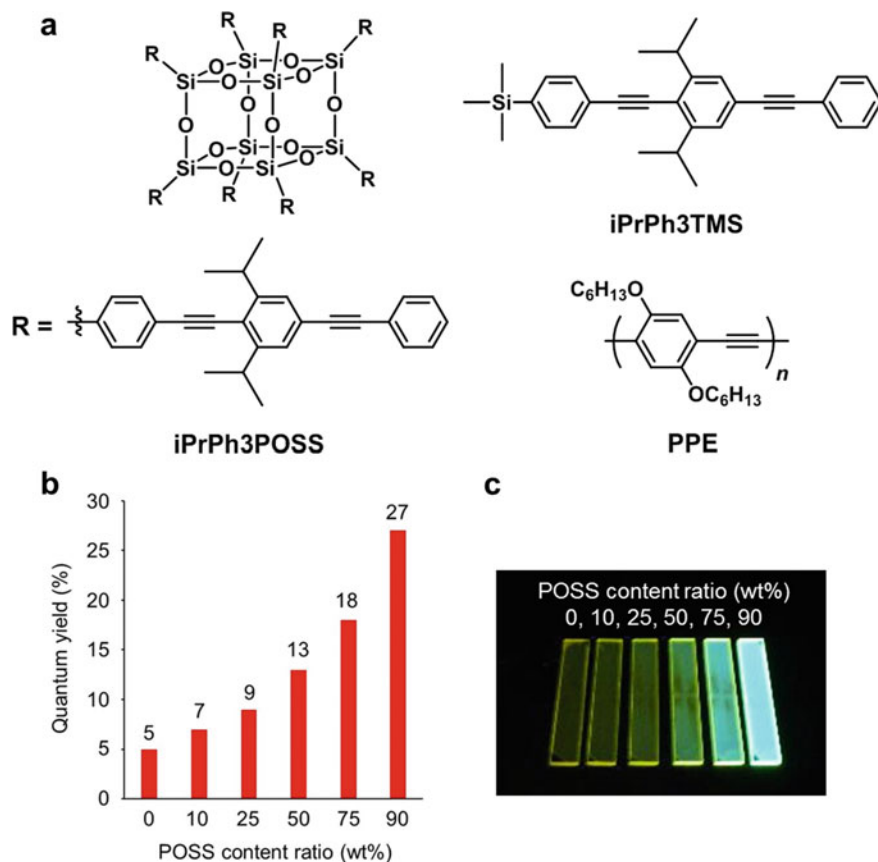 a
R R R R
Si O Si O Si
O Si O Si
O O O O
Si O Si O Si
O Si O Si
R R R R
Si
iPrPh3TMS
R =
iPrPh3POSS
C₆H₁₃O
n
OC₆H₁₃
PPE
b
Quantum yield (%)
30
25
20
15
10
5
0
5
7
9
13
18
27
0 10 25 50 75 90
POSS content ratio (wt%)
c
POSS content ratio (wt%)
0, 10, 25, 50, 75, 90